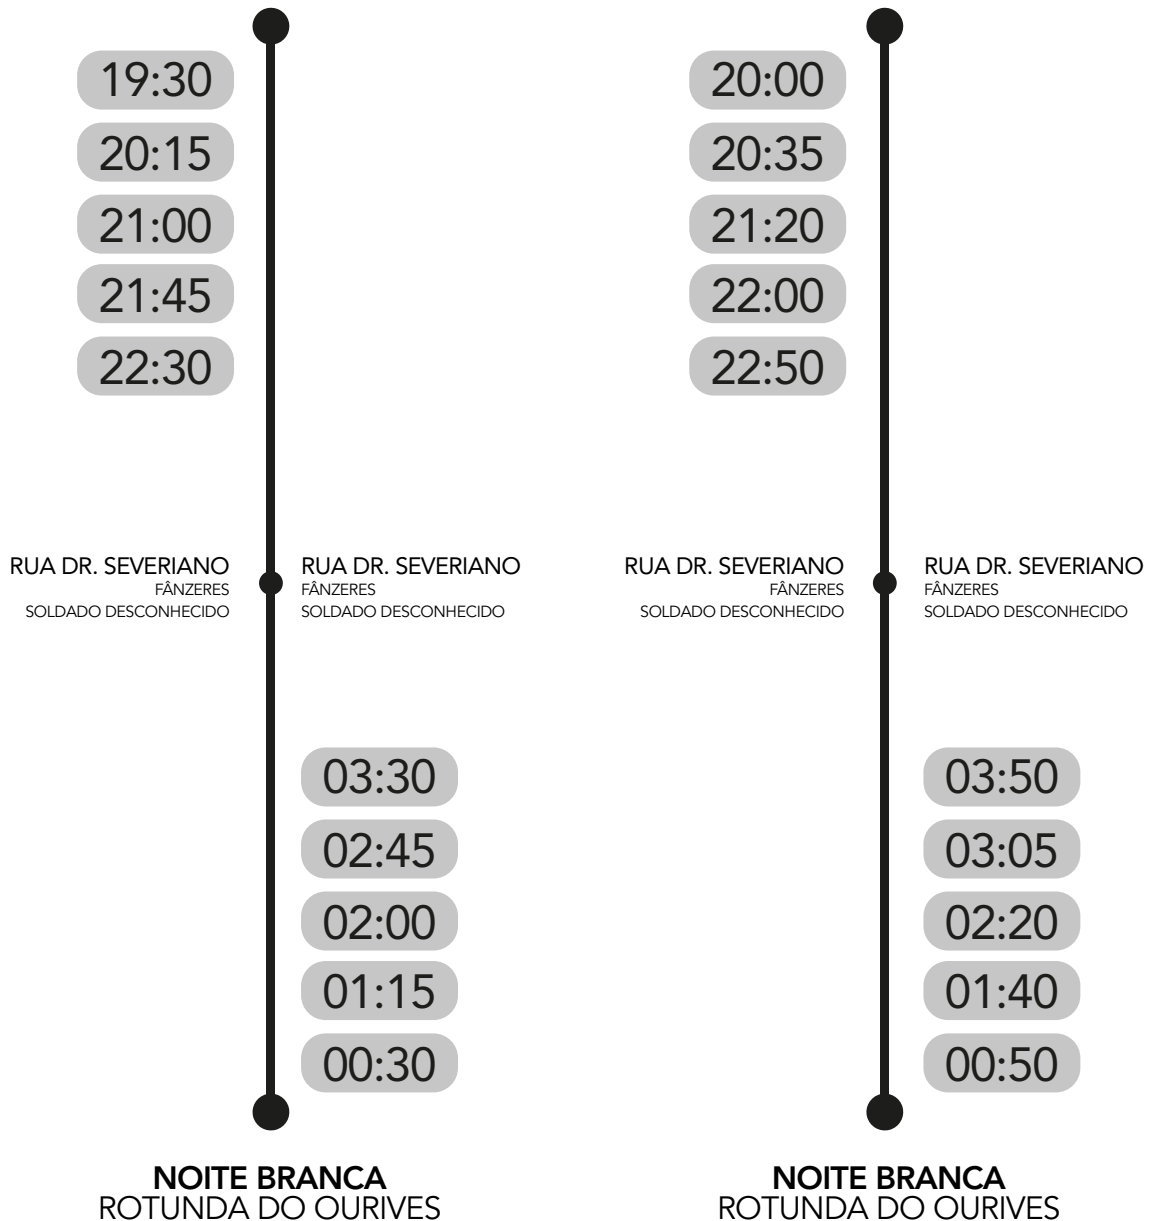 19:30
20:15
21:00
21:45
22:30
RUA DR. SEVERIANO
FÂNZERES
SOLDADO DESCONHECIDO
RUA DR. SEVERIANO
FÂNZERES
SOLDADO DESCONHECIDO
03:30
02:45
02:00
01:15
00:30
NOITE BRANCA
ROTUNDA DO OURIVES
20:00
20:35
21:20
22:00
22:50
RUA DR. SEVERIANO
FÂNZERES
SOLDADO DESCONHECIDO
RUA DR. SEVERIANO
FÂNZERES
SOLDADO DESCONHECIDO
03:50
03:05
02:20
01:40
00:50
NOITE BRANCA
ROTUNDA DO OURIVES